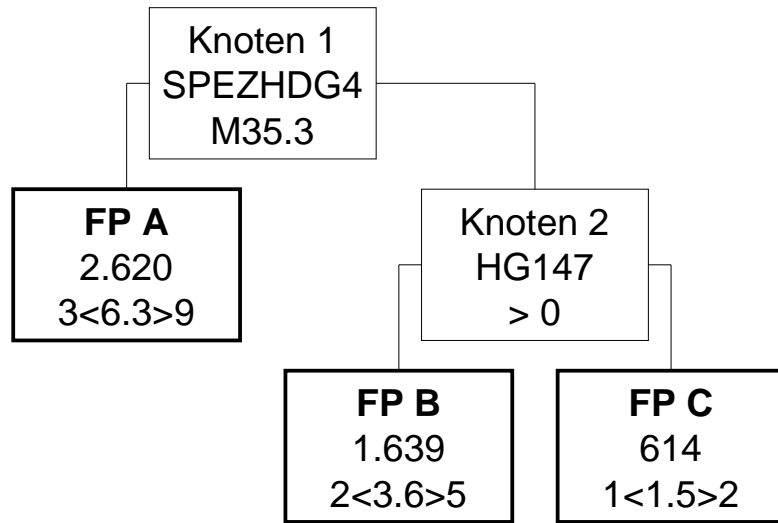 Knoten 1
SPEZHDG4
M35.3
FP A
2.620
3<6.3>9
Knoten 2
HG147
> 0
FP B
1.639
2<3.6>5
FP C
614
1<1.5>2